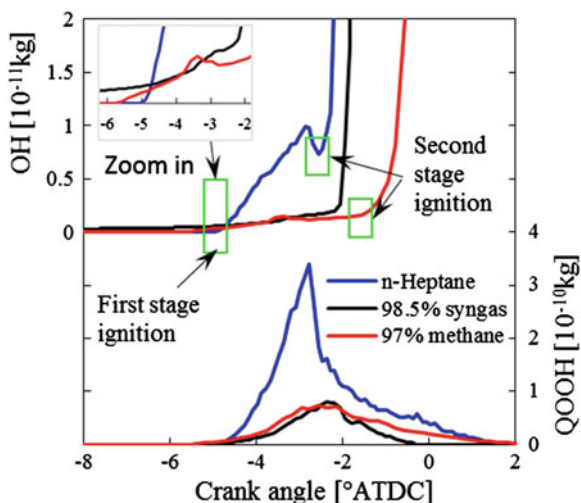 2
1
0.5
0
OH [10⁻¹¹kg]
-6 -5 -4 -3 -2
Zoom in
Second
stage
ignition
First stage
ignition
n-Heptane
98.5% syngas
97% methane
4
3
2
1
0
QOOH [10⁻¹⁰kg]
-8 -6 -4 -2 0 2
Crank angle [°ATDC]